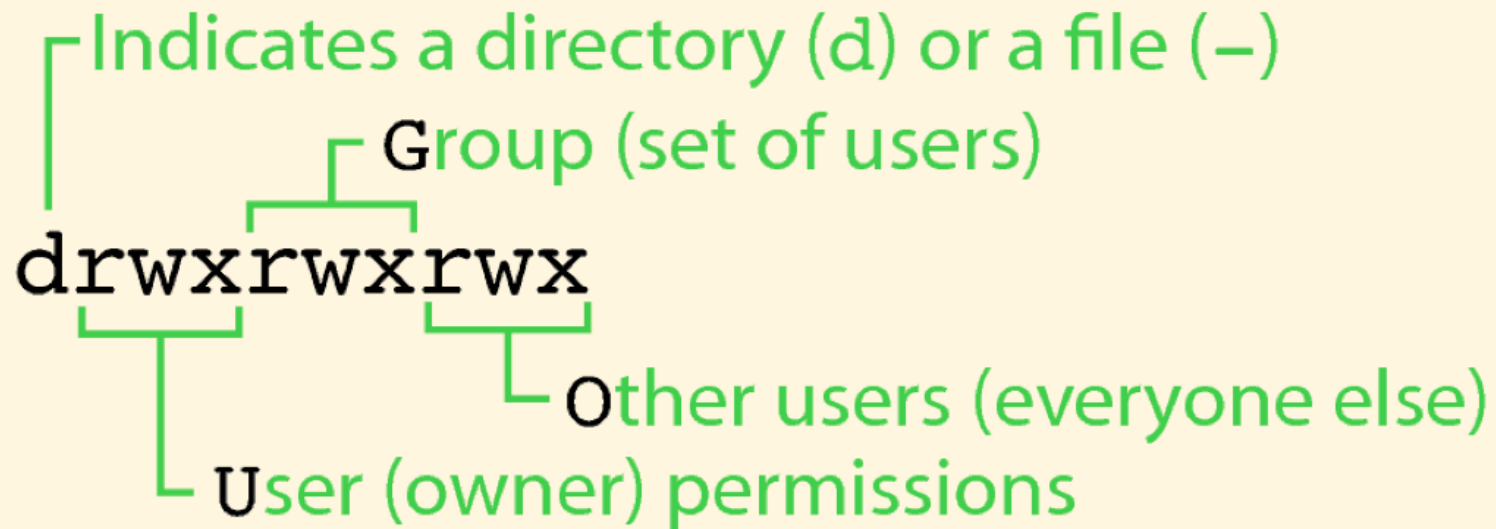 Indicates a directory (d) or a file (–)
Group (set of users)
drwxrwxrwx
Other users (everyone else)
User (owner) permissions